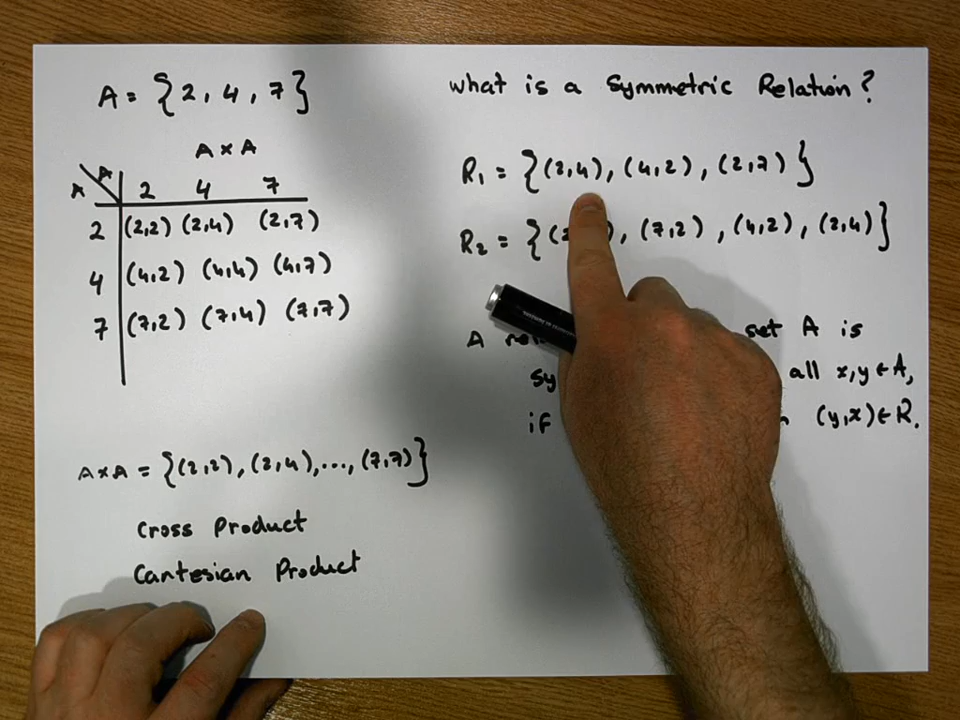 A = {2, 4, 7}
A x A
A A 2 4 7
2 (2,2) (2,4) (2,7)
4 (4,2) (4,4) (4,7)
7 (7,2) (7,4) (7,7)
A x A = {(2,2), (2,4), ..., (7,7)}
Cross Product
Cartesian Product
what is a Symmetric Relation?
R₁ = {(2,4), (4,2), (2,7)}
R₂ = {(2 ), (7,2), (4,2), (2,4)}
A set A is
all x,y ∈ A,
if (y,x) ∈ R.